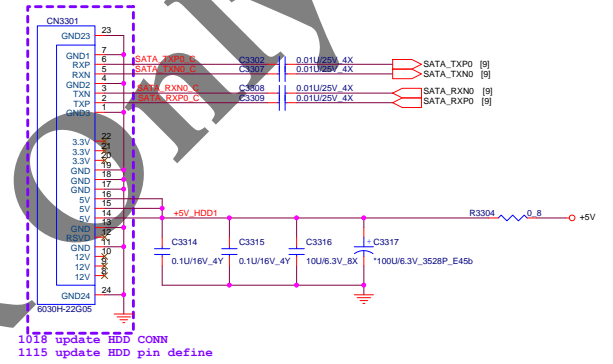 CN3301
GND23 23
GND1 7
RXP 6 SATA_TXP0_C C3302 0.01U/25V_4X SATA_TXP0 [9]
RXN 5 SATA_TXN0_C C3307 0.01U/25V_4X SATA_TXN0 [9]
GND2 4
TXN 3 SATA_RXN0_C C3308 0.01U/25V_4X SATA_RXN0 [9]
TXP 2 SATA_RXP0_C C3309 0.01U/25V_4X SATA_RXP0 [9]
GND3 1
3.3V 22
3.3V 21
3.3V 20
GND 19
GND 18
GND 17
5V 16
5V 15
5V 14 +5V_HDD1 R3304 0_8 +5V
GND 13
RSVD 12
GND 11
12V 10
12V 9
12V 8
C3314 C3315 C3316 + C3317
0.1U/16V_4Y 0.1U/16V_4Y 10U/6.3V_8X *100U/6.3V_3528P_E45b
GND24 24
6030H-22G05
1018 update HDD CONN
1115 update HDD pin define